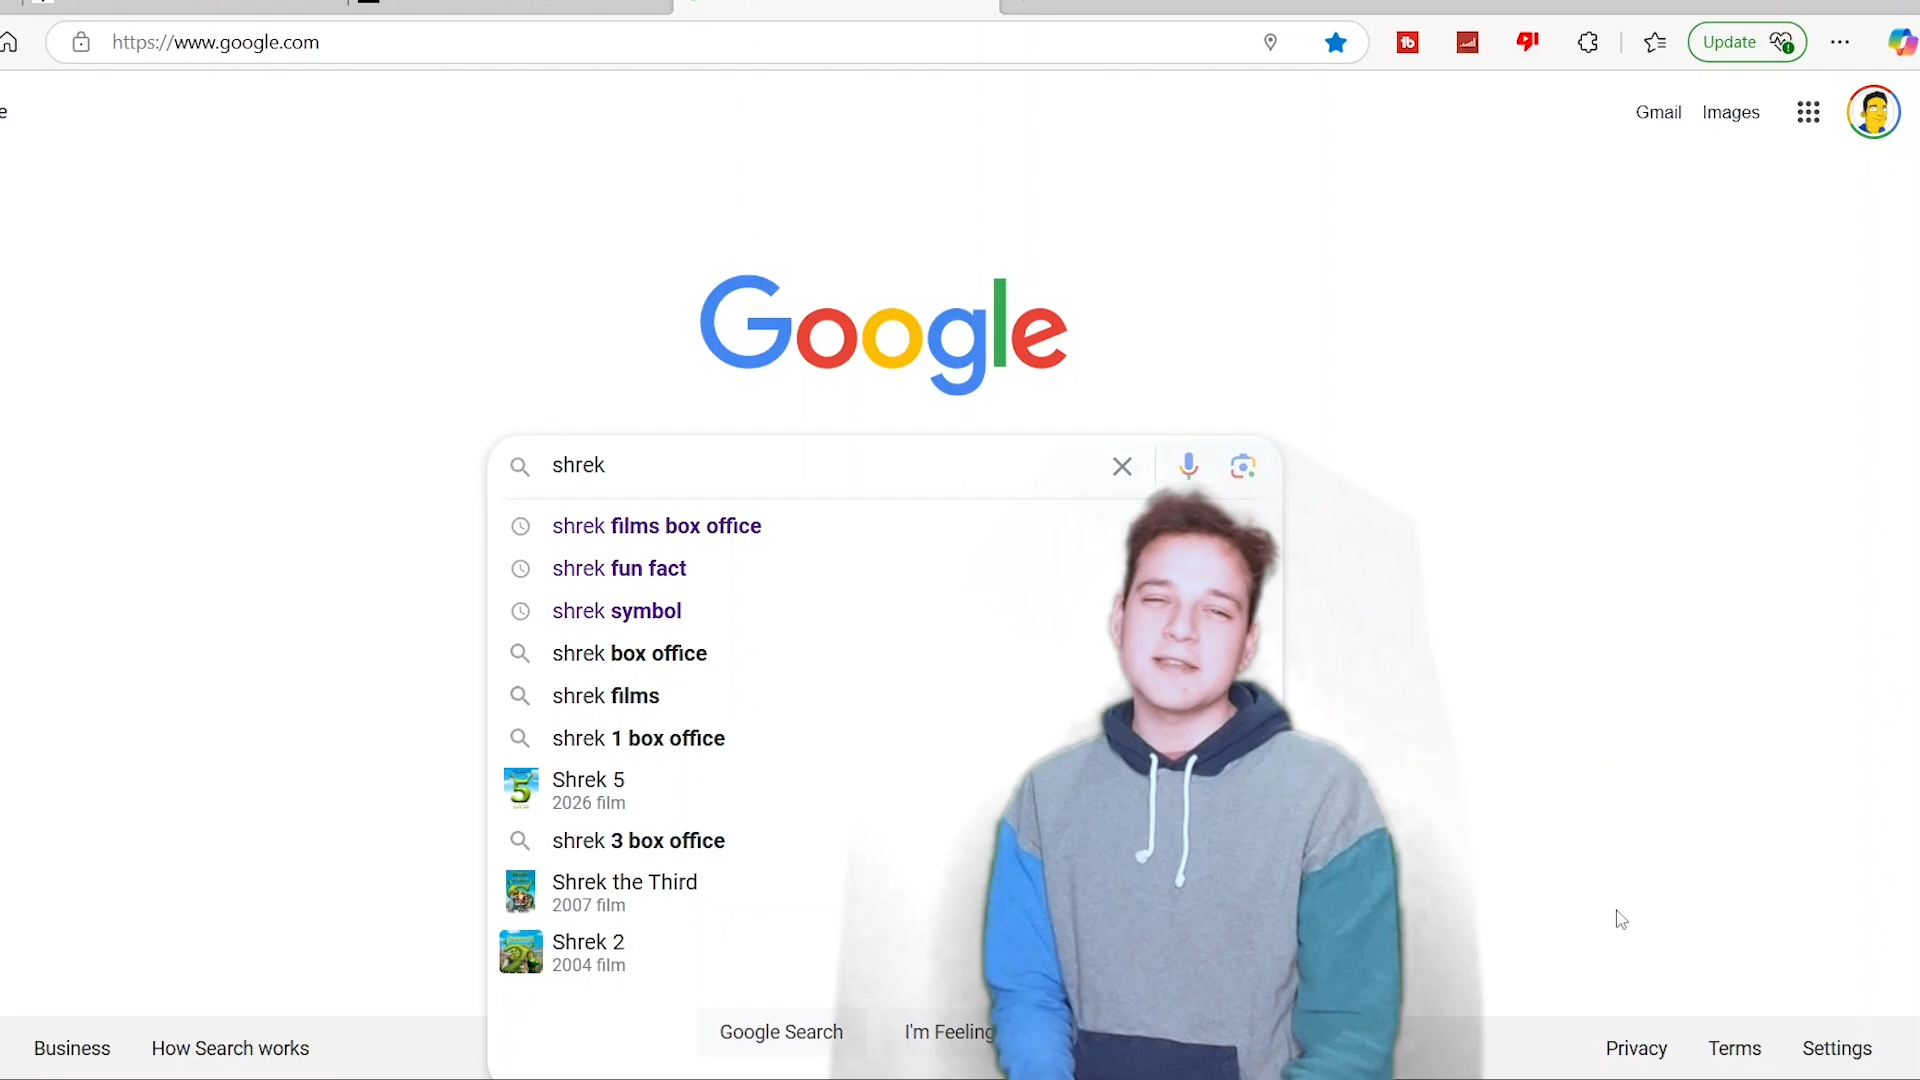 https://www.google.com
Update
e
Gmail
Images
Google
shrek
shrek films box office
shrek fun fact
shrek symbol
shrek box office
shrek films
shrek 1 box office
Shrek 5
2026 film
shrek 3 box office
Shrek the Third
2007 film
Shrek 2
2004 film
Google Search
I'm Feeling
Business
How Search works
Privacy
Terms
Settings